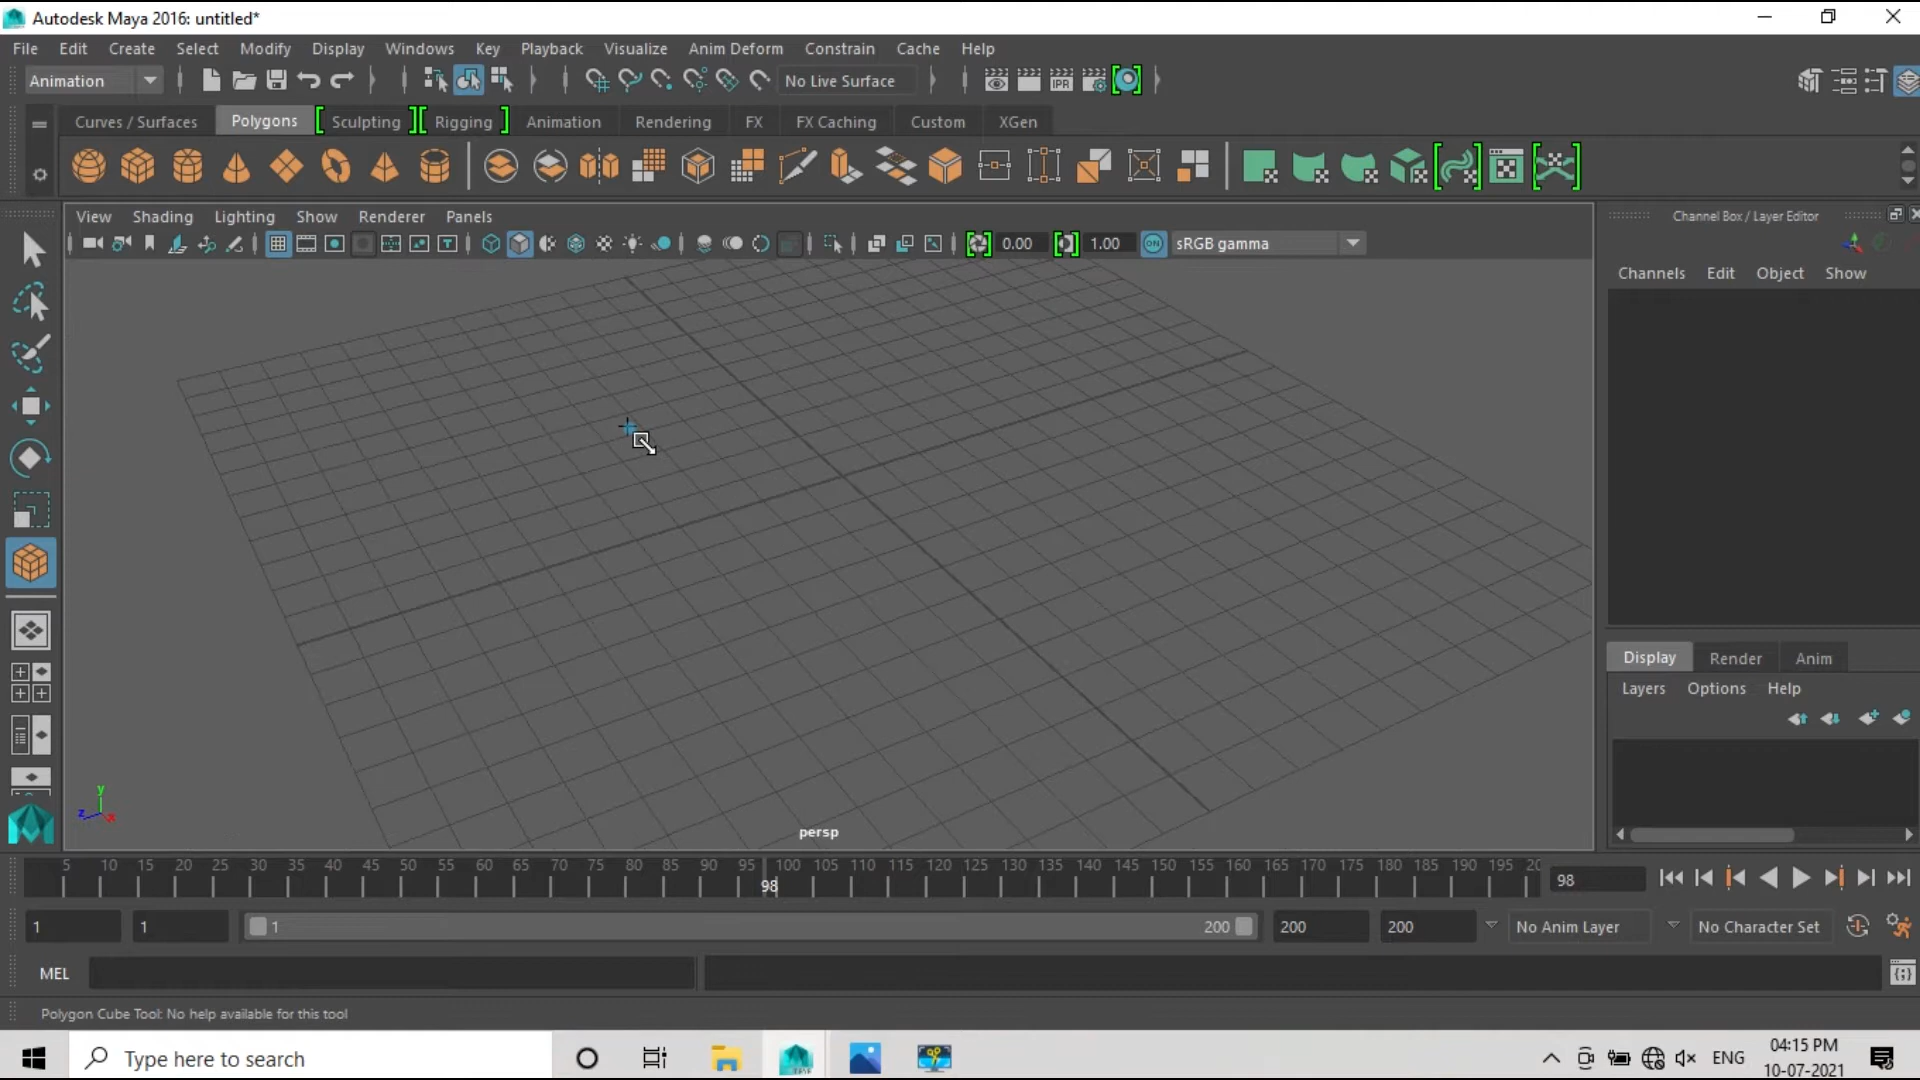 Autodesk Maya 2016: untitled*
File Edit Create Select Modify Display Windows Key Playback Visualize Anim Deform Constrain Cache Help
Animation No Live Surface IPR
Curves / Surfaces Polygons Sculpting Rigging Animation Rendering FX FX Caching Custom XGen
View Shading Lighting Show Renderer Panels
0.00 1.00 ON sRGB gamma
Channel Box / Layer Editor
Channels Edit Object Show
Display Render Anim
Layers Options Help
y
z x
persp
5 10 15 20 25 30 35 40 45 50 55 60 65 70 75 80 85 90 95 100 105 110 115 120 125 130 135 140 145 150 155 160 165 170 175 180 185 190 195 20
98 98
1 1 1 200 200 200 No Anim Layer No Character Set
MEL
Polygon Cube Tool: No help available for this tool
Type here to search ENG 04:15 PM
10-07-2021